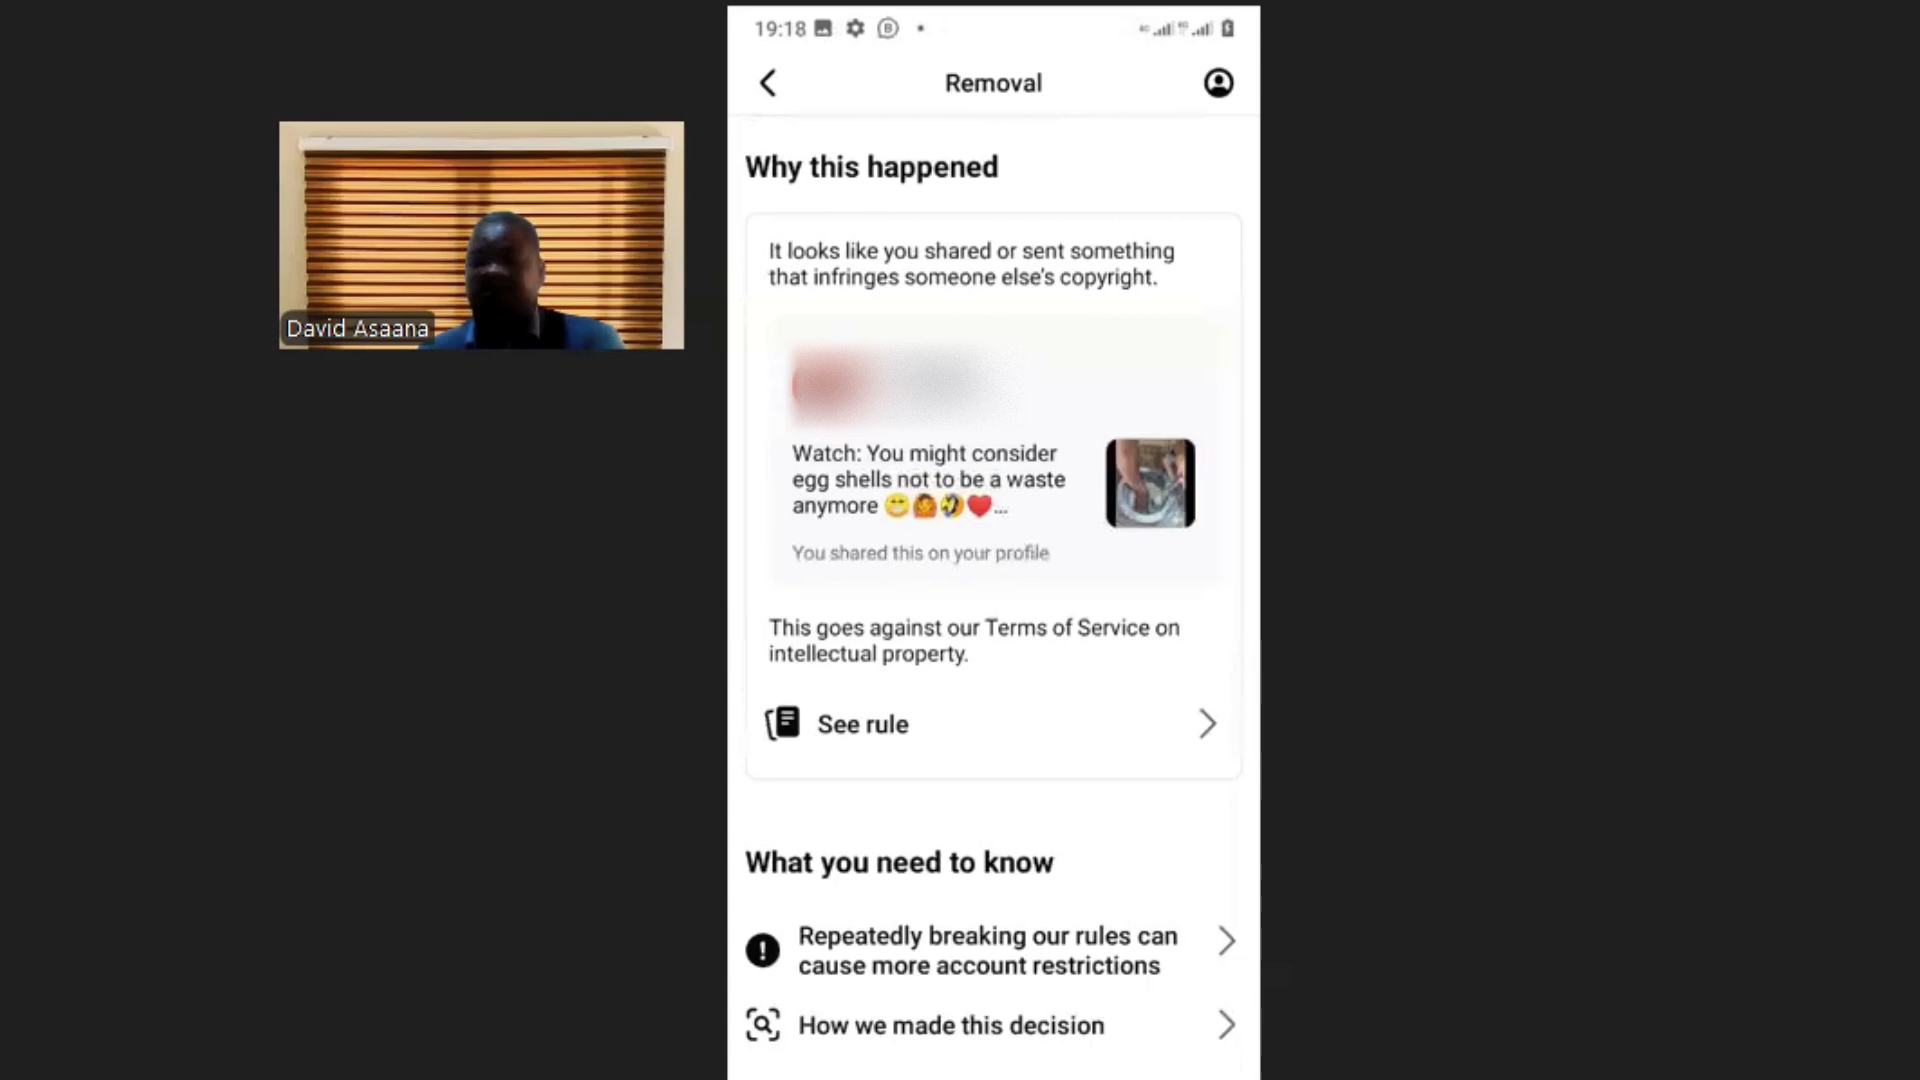 19:18
Removal
Why this happened
It looks like you shared or sent something
that infringes someone else's copyright.
David Asaana
Watch: You might consider
egg shells not to be a waste
anymore 😁🙆🤣♥️...
You shared this on your profile
This goes against our Terms of Service on
intellectual property.
See rule
What you need to know
Repeatedly breaking our rules can
cause more account restrictions
How we made this decision